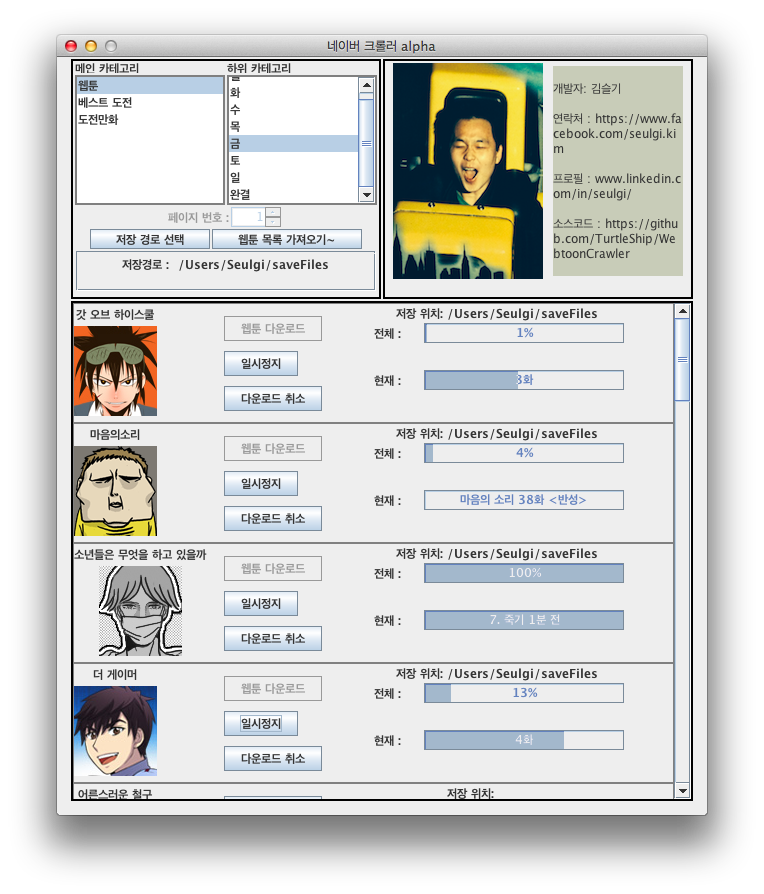 네이버 크롤러 alpha
메인 카테고리
하위 카테고리
웹툰
베스트 도전
도전만화
화
수
목
금
토
일
완결
페이지 번호 :
1
저장 경로 선택
웹툰 목록 가져오기~
저장경로 : /Users/Seulgi/saveFiles
개발자: 김슬기
연락처 : https://www.fa
cebook.com/seulgi.ki
m
프로필 : www.linkedin.c
om/in/seulgi/
소스코드 : https://githu
b.com/TurtleShip/We
btoonCrawler
갓 오브 하이스쿨
웹툰 다운로드
일시정지
다운로드 취소
저장 위치: /Users/Seulgi/saveFiles
전체 :
1%
현재 :
3화
마음의소리
웹툰 다운로드
일시정지
다운로드 취소
저장 위치: /Users/Seulgi/saveFiles
전체 :
4%
현재 :
마음의 소리 38화 <반성>
소년들은 무엇을 하고 있을까
웹툰 다운로드
일시정지
다운로드 취소
저장 위치: /Users/Seulgi/saveFiles
전체 :
100%
현재 :
7. 죽기 1분 전
더 게이머
웹툰 다운로드
일시정지
다운로드 취소
저장 위치: /Users/Seulgi/saveFiles
전체 :
13%
현재 :
4화
어른스러운 철구
저장 위치: